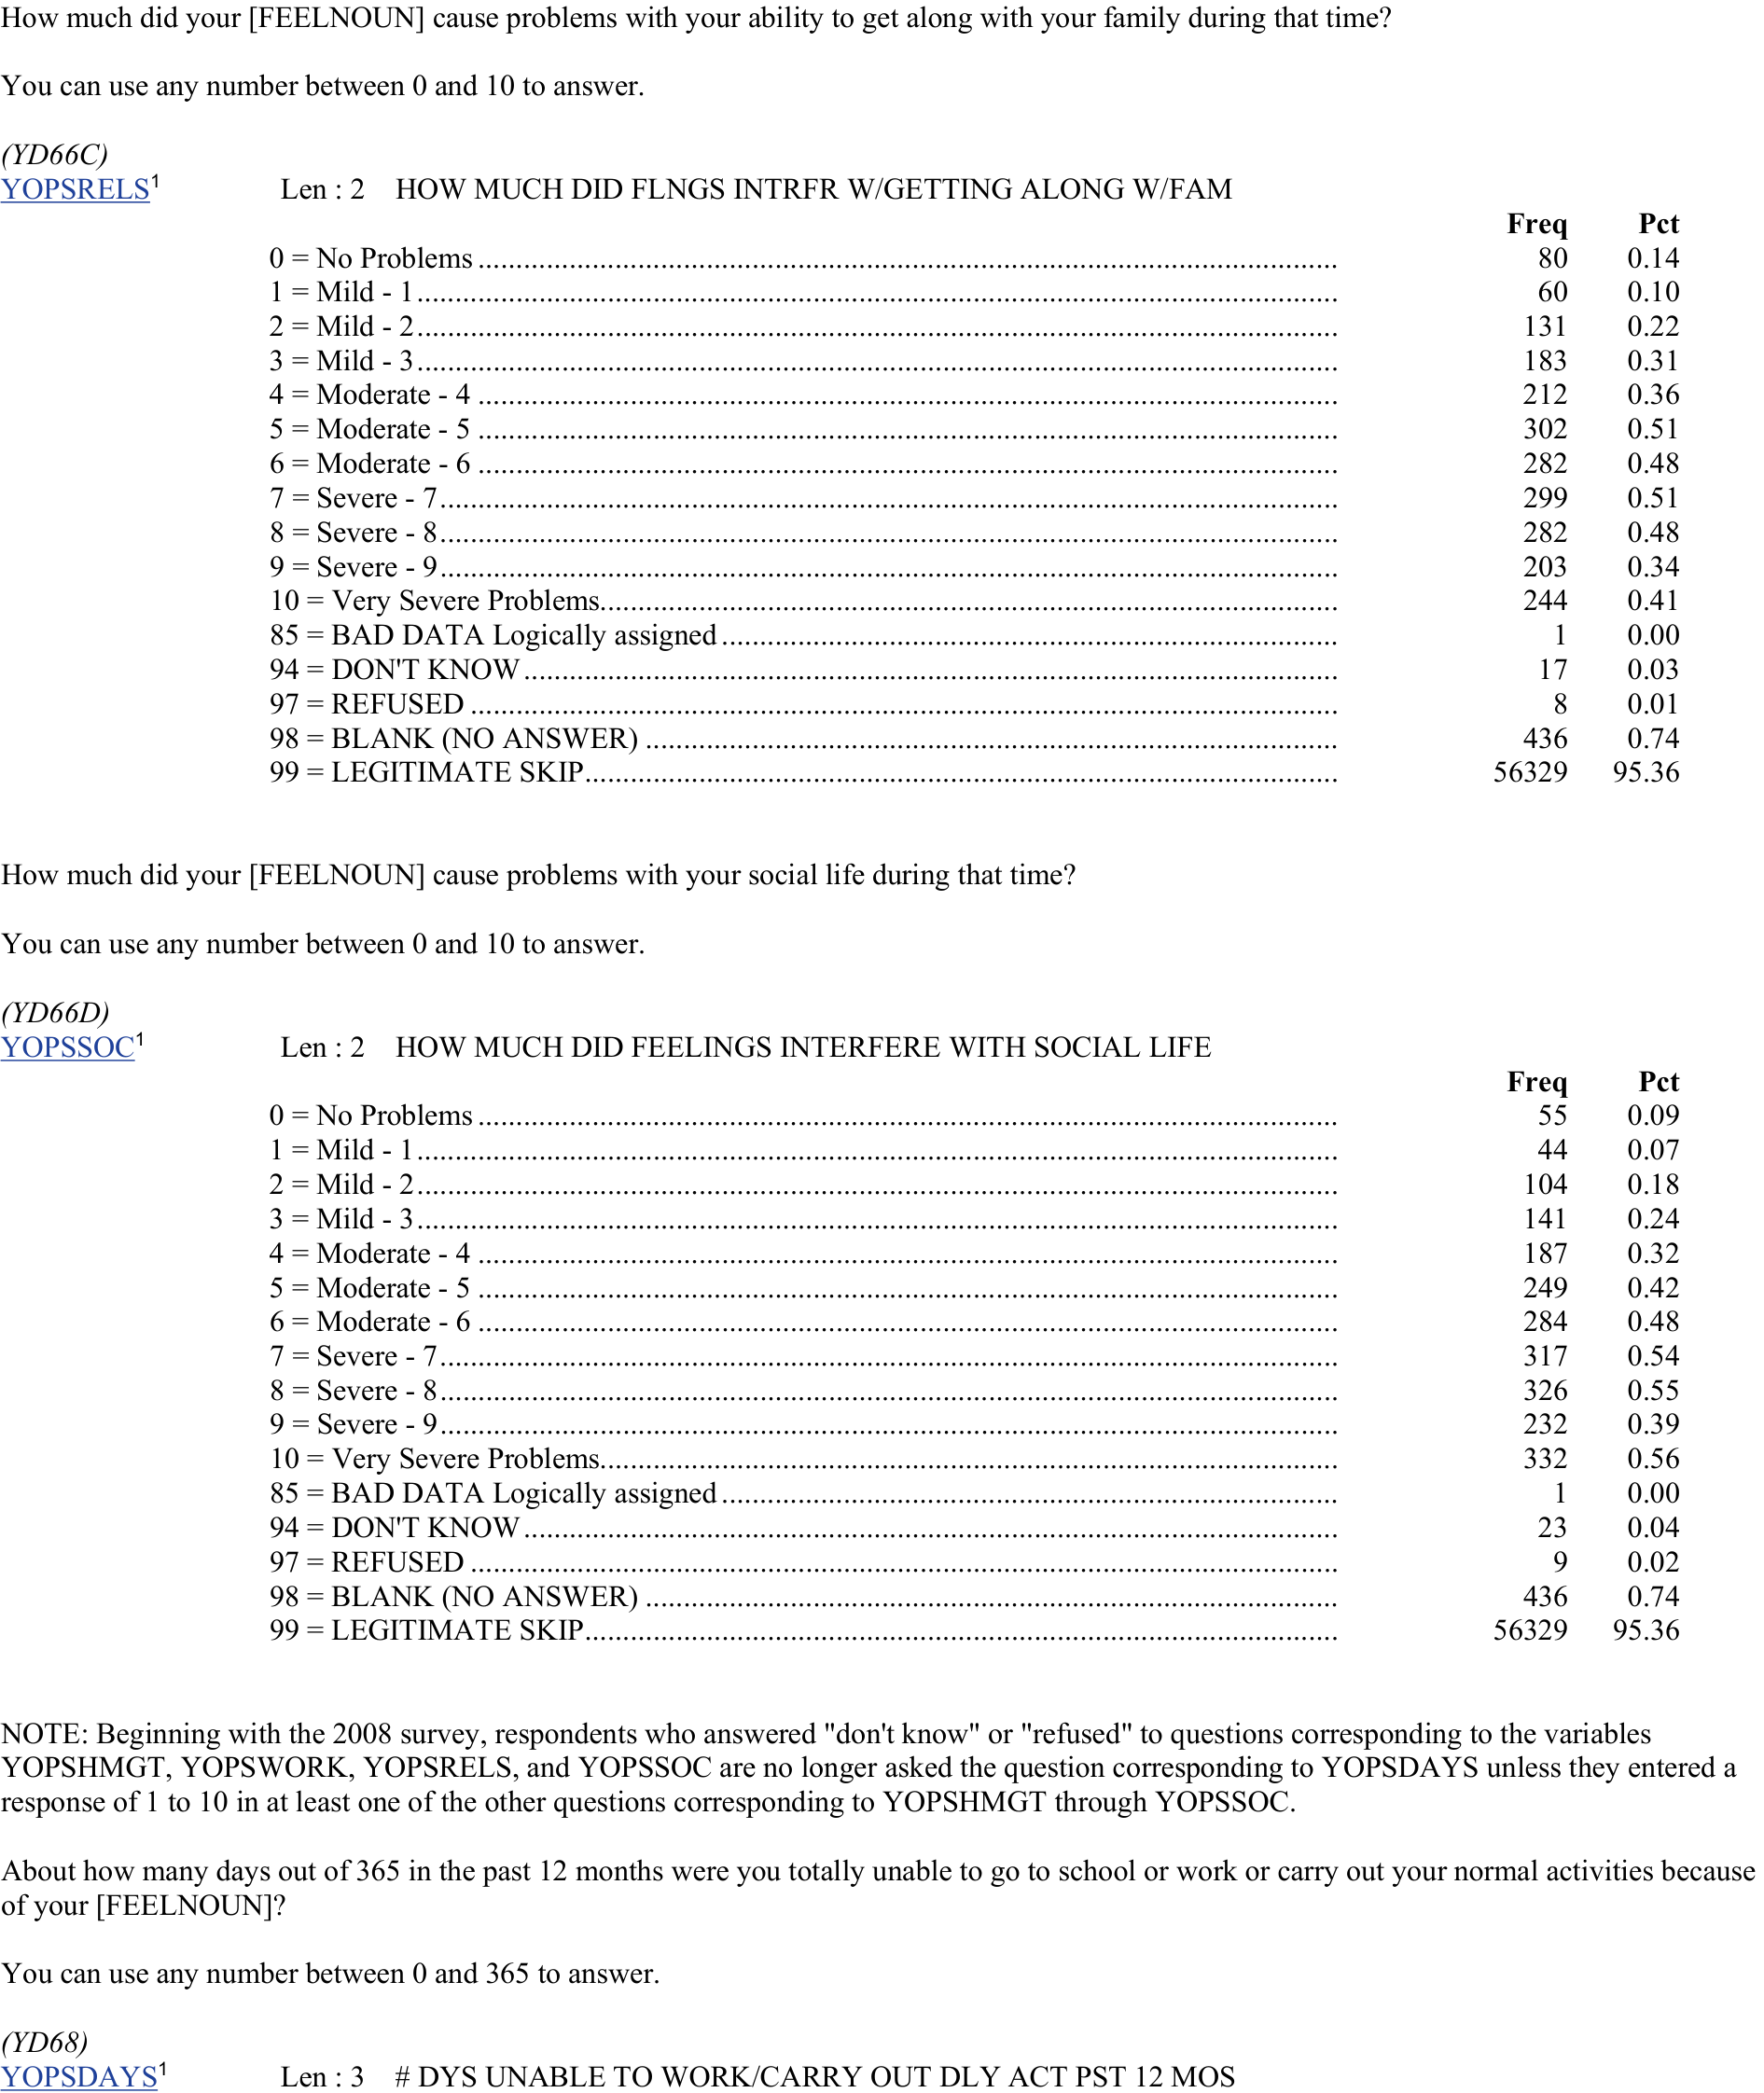 How much did your [FEELNOUN] cause problems with your ability to get along with your family during that time?
You can use any number between 0 and 10 to answer.
(YD66C)
YOPSRELS1 Len : 2 HOW MUCH DID FLNGS INTRFR W/GETTING ALONG W/FAM
Freq Pct
0 = No Problems ........ 80 0.14
1 = Mild - 1 ........ 60 0.10
2 = Mild - 2 ........ 131 0.22
3 = Mild - 3 ........ 183 0.31
4 = Moderate - 4 ........ 212 0.36
5 = Moderate - 5 ........ 302 0.51
6 = Moderate - 6 ........ 282 0.48
7 = Severe - 7 ........ 299 0.51
8 = Severe - 8 ........ 282 0.48
9 = Severe - 9 ........ 203 0.34
10 = Very Severe Problems ........ 244 0.41
85 = BAD DATA Logically assigned ........ 1 0.00
94 = DON'T KNOW ........ 17 0.03
97 = REFUSED ........ 8 0.01
98 = BLANK (NO ANSWER) ........ 436 0.74
99 = LEGITIMATE SKIP ........ 56329 95.36
How much did your [FEELNOUN] cause problems with your social life during that time?
You can use any number between 0 and 10 to answer.
(YD66D)
YOPSSOC1 Len : 2 HOW MUCH DID FEELINGS INTERFERE WITH SOCIAL LIFE
Freq Pct
0 = No Problems ........ 55 0.09
1 = Mild - 1 ........ 44 0.07
2 = Mild - 2 ........ 104 0.18
3 = Mild - 3 ........ 141 0.24
4 = Moderate - 4 ........ 187 0.32
5 = Moderate - 5 ........ 249 0.42
6 = Moderate - 6 ........ 284 0.48
7 = Severe - 7 ........ 317 0.54
8 = Severe - 8 ........ 326 0.55
9 = Severe - 9 ........ 232 0.39
10 = Very Severe Problems ........ 332 0.56
85 = BAD DATA Logically assigned ........ 1 0.00
94 = DON'T KNOW ........ 23 0.04
97 = REFUSED ........ 9 0.02
98 = BLANK (NO ANSWER) ........ 436 0.74
99 = LEGITIMATE SKIP ........ 56329 95.36
NOTE: Beginning with the 2008 survey, respondents who answered "don't know" or "refused" to questions corresponding to the variables
YOPSHMGT, YOPSWORK, YOPSRELS, and YOPSSOC are no longer asked the question corresponding to YOPSDAYS unless they entered a
response of 1 to 10 in at least one of the other questions corresponding to YOPSHMGT through YOPSSOC.
About how many days out of 365 in the past 12 months were you totally unable to go to school or work or carry out your normal activities because
of your [FEELNOUN]?
You can use any number between 0 and 365 to answer.
(YD68)
YOPSDAYS1 Len : 3 # DYS UNABLE TO WORK/CARRY OUT DLY ACT PST 12 MOS